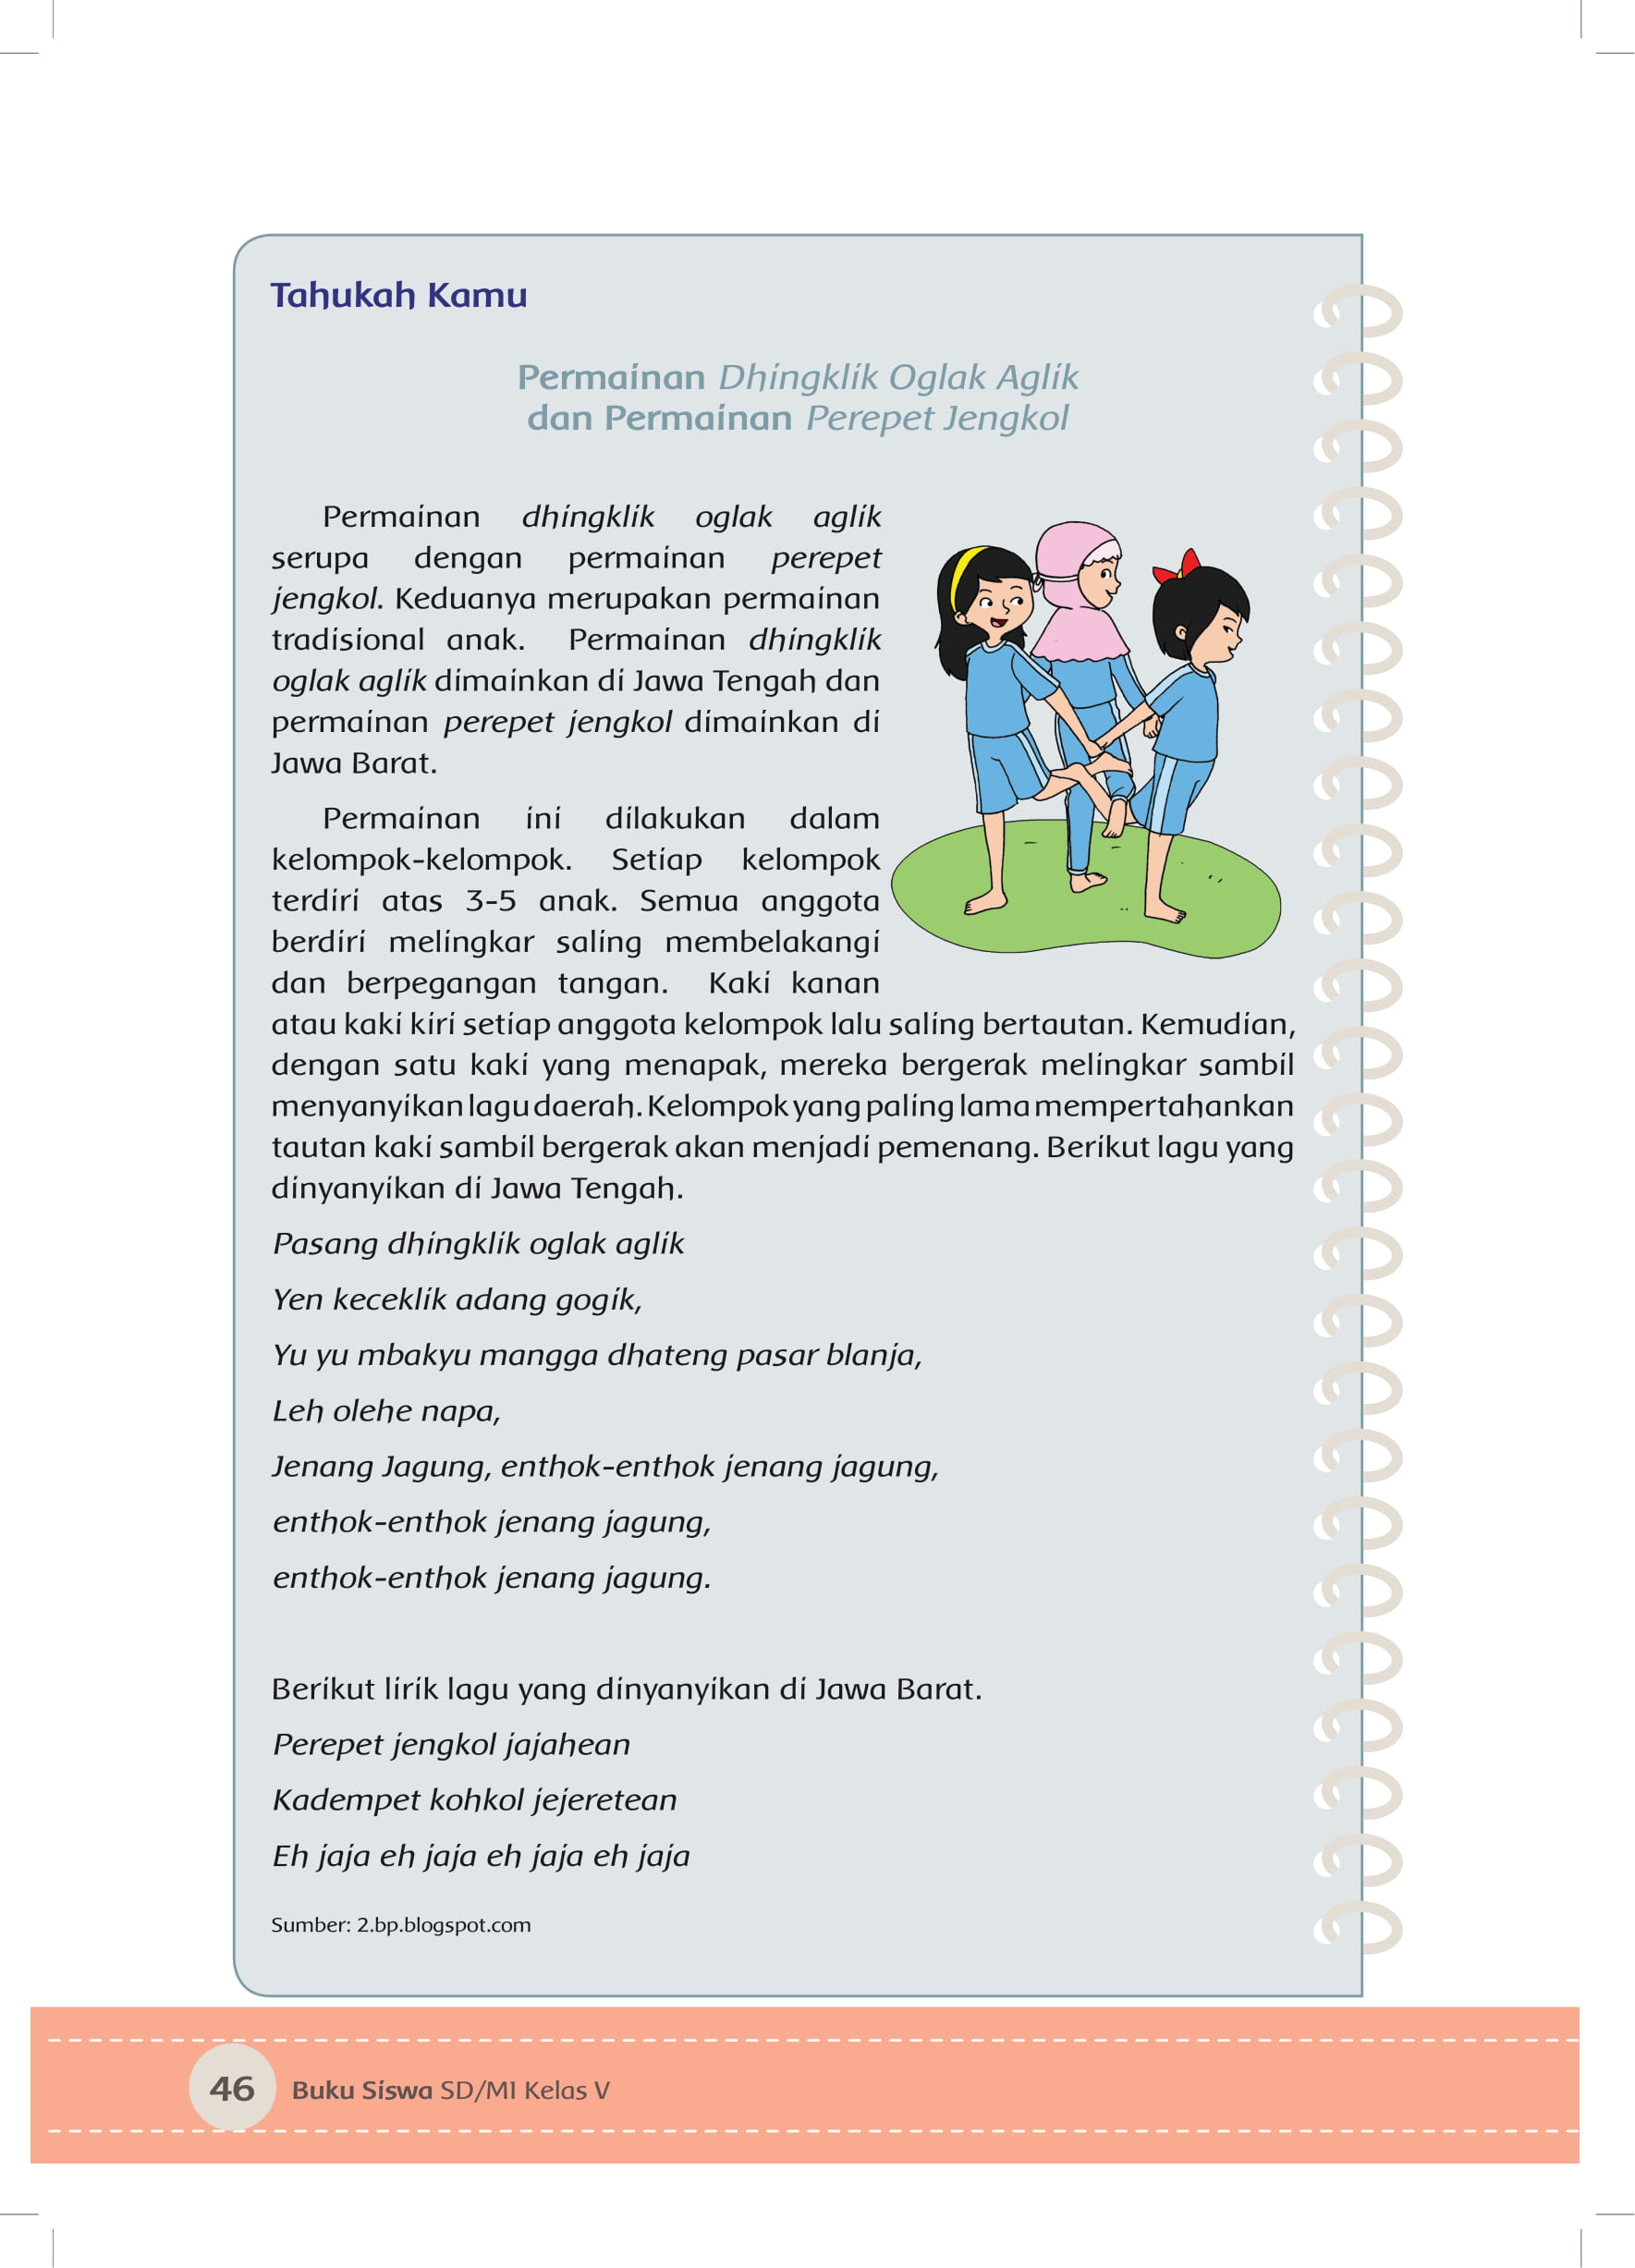 Tahukah Kamu
Permainan Dhingklik Oglak Aglik
dan Permainan Perepet Jengkol
Permainan dhingklik oglak aglik
serupa dengan permainan perepet
jengkol. Keduanya merupakan permainan
tradisional anak. Permainan dhingklik
oglak aglik dimainkan di Jawa Tengah dan
permainan perepet jengkol dimainkan di
Jawa Barat.
Permainan ini dilakukan dalam
kelompok-kelompok. Setiap kelompok
terdiri atas 3-5 anak. Semua anggota
berdiri melingkar saling membelakangi
dan berpegangan tangan. Kaki kanan
atau kaki kiri setiap anggota kelompok lalu saling bertautan. Kemudian,
dengan satu kaki yang menapak, mereka bergerak melingkar sambil
menyanyikan lagu daerah. Kelompok yang paling lama mempertahankan
tautan kaki sambil bergerak akan menjadi pemenang. Berikut lagu yang
dinyanyikan di Jawa Tengah.
Pasang dhingklik oglak aglik
Yen keceklik adang gogik,
Yu yu mbakyu mangga dhateng pasar blanja,
Leh olehe napa,
Jenang Jagung, enthok-enthok jenang jagung,
enthok-enthok jenang jagung,
enthok-enthok jenang jagung.
Berikut lirik lagu yang dinyanyikan di Jawa Barat.
Perepet jengkol jajahean
Kadempet kohkol jejeretean
Eh jaja eh jaja eh jaja eh jaja
Sumber: 2.bp.blogspot.com
46 Buku Siswa SD/MI Kelas V